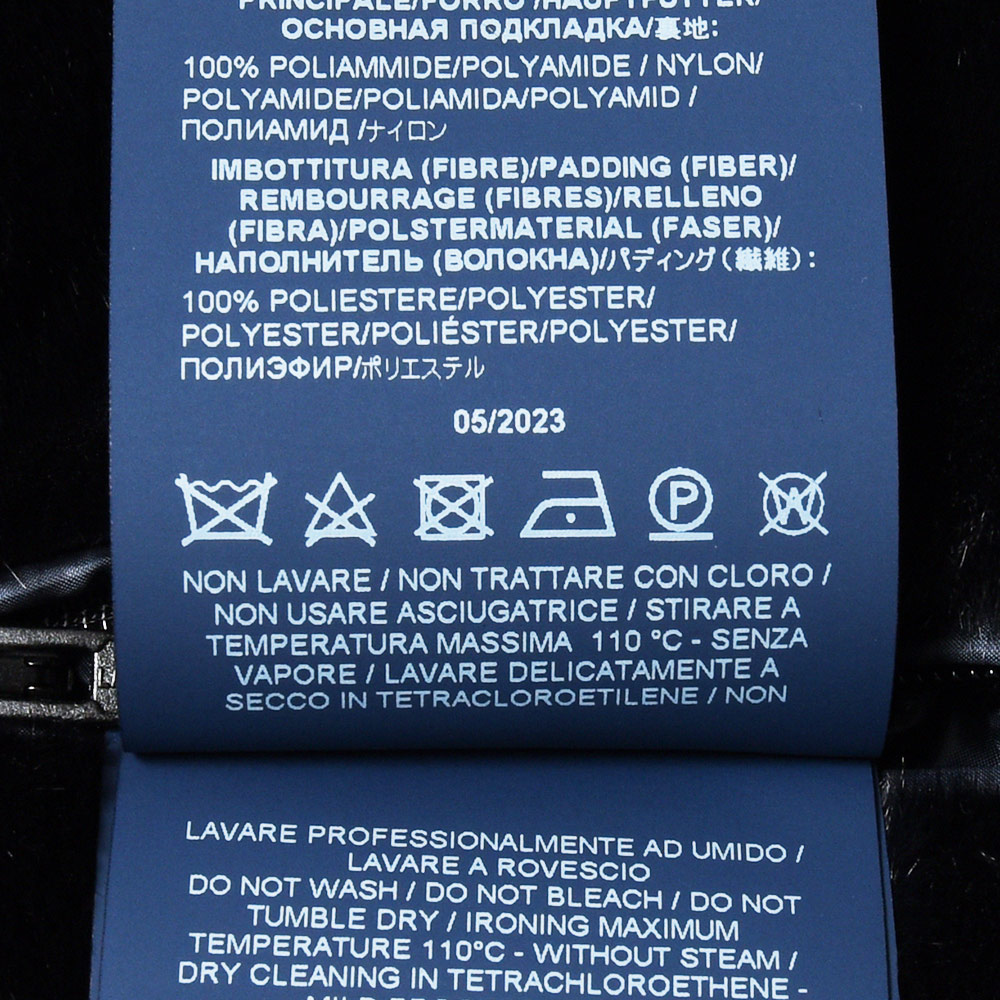 PRINCIPALE/FORRO /HAUPTFUTTER/
ОСНОВНАЯ ПОДКЛАДКА/裏地:
100% POLIAMMIDE/POLYAMIDE / NYLON/
POLYAMIDE/POLIAMIDA/POLYAMID /
ПОЛИАМИД /ナイロン
IMBOTTITURA (FIBRE)/PADDING (FIBER)/
REMBOURRAGE (FIBRES)/RELLENO
(FIBRA)/POLSTERMATERIAL (FASER)/
НАПОЛНИТЕЛЬ (ВОЛОКНА)/パディング(繊維):
100% POLIESTERE/POLYESTER/
POLYESTER/POLIÉSTER/POLYESTER/
ПОЛИЭФИР/ポリエステル
05/2023
P W
NON LAVARE / NON TRATTARE CON CLORO /
NON USARE ASCIUGATRICE / STIRARE A
TEMPERATURA MASSIMA 110 °C - SENZA
VAPORE / LAVARE DELICATAMENTE A
SECCO IN TETRACLOROETILENE / NON
LAVARE PROFESSIONALMENTE AD UMIDO /
LAVARE A ROVESCIO
DO NOT WASH / DO NOT BLEACH / DO NOT
TUMBLE DRY / IRONING MAXIMUM
TEMPERATURE 110°C - WITHOUT STEAM /
DRY CLEANING IN TETRACHLOROETHENE -